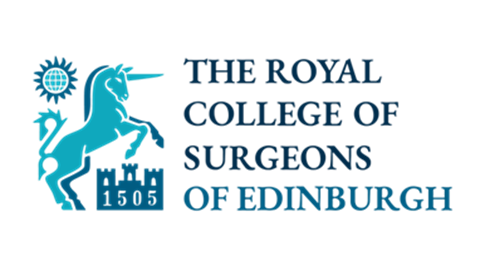 THE ROYAL
COLLEGE OF
SURGEONS
OF EDINBURGH
1505